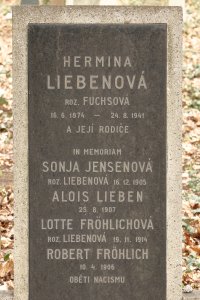 HERMINA
LIEBENOVÁ
ROZ. FUCHSOVÁ
16. 6. 1874 — 24. 8. 1941
A JEJÍ RODIČE
IN MEMORIAM
SONJA JENSENOVÁ
ROZ. LIEBENOVÁ 16. 12. 1905
ALOIS LIEBEN
23. 8. 1907
LOTTE FRÖHLICHOVÁ
ROZ. LIEBENOVÁ 19. 11. 1914
ROBERT FRÖHLICH
10. 4. 1906
OBĚTI NACISMU